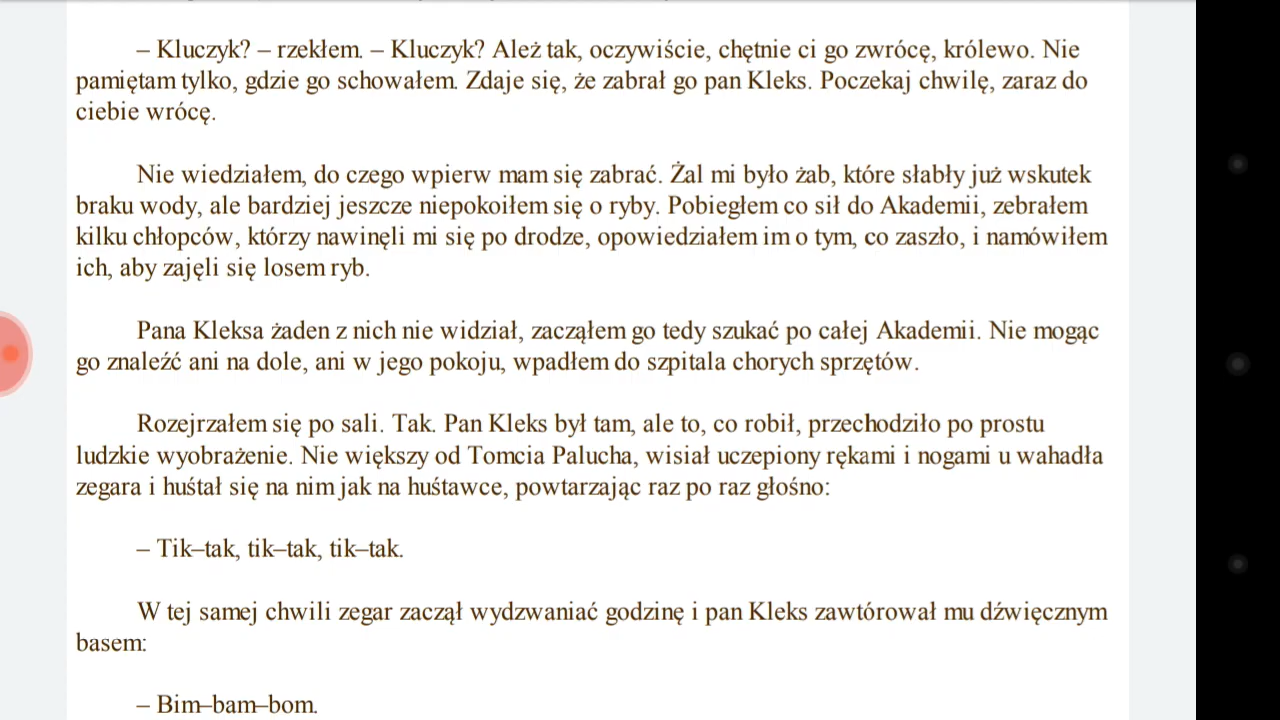 – Kluczyk? – rzekłem. – Kluczyk? Ależ tak, oczywiście, chętnie ci go zwrócę, królewo. Nie
pamiętam tylko, gdzie go schowałem. Zdaje się, że zabrał go pan Kleks. Poczekaj chwilę, zaraz do
ciebie wrócę.
Nie wiedziałem, do czego wpierw mam się zabrać. Żal mi było żab, które słabły już wskutek
braku wody, ale bardziej jeszcze niepokoiłem się o ryby. Pobiegłem co sił do Akademii, zebrałem
kilku chłopców, którzy nawinęli mi się po drodze, opowiedziałem im o tym, co zaszło, i namówiłem
ich, aby zajęli się losem ryb.
Pana Kleksa żaden z nich nie widział, zacząłem go tedy szukać po całej Akademii. Nie mogąc
go znaleźć ani na dole, ani w jego pokoju, wpadłem do szpitala chorych sprzętów.
Rozejrzałem się po sali. Tak. Pan Kleks był tam, ale to, co robił, przechodziło po prostu
ludzkie wyobrażenie. Nie większy od Tomcia Palucha, wisiał uczepiony rękami i nogami u wahadła
zegara i huśtał się na nim jak na huśtawce, powtarzając raz po raz głośno:
– Tik–tak, tik–tak, tik–tak.
W tej samej chwili zegar zaczął wydzwaniać godzinę i pan Kleks zawtórował mu dźwięcznym
basem:
– Bim–bam–bom.